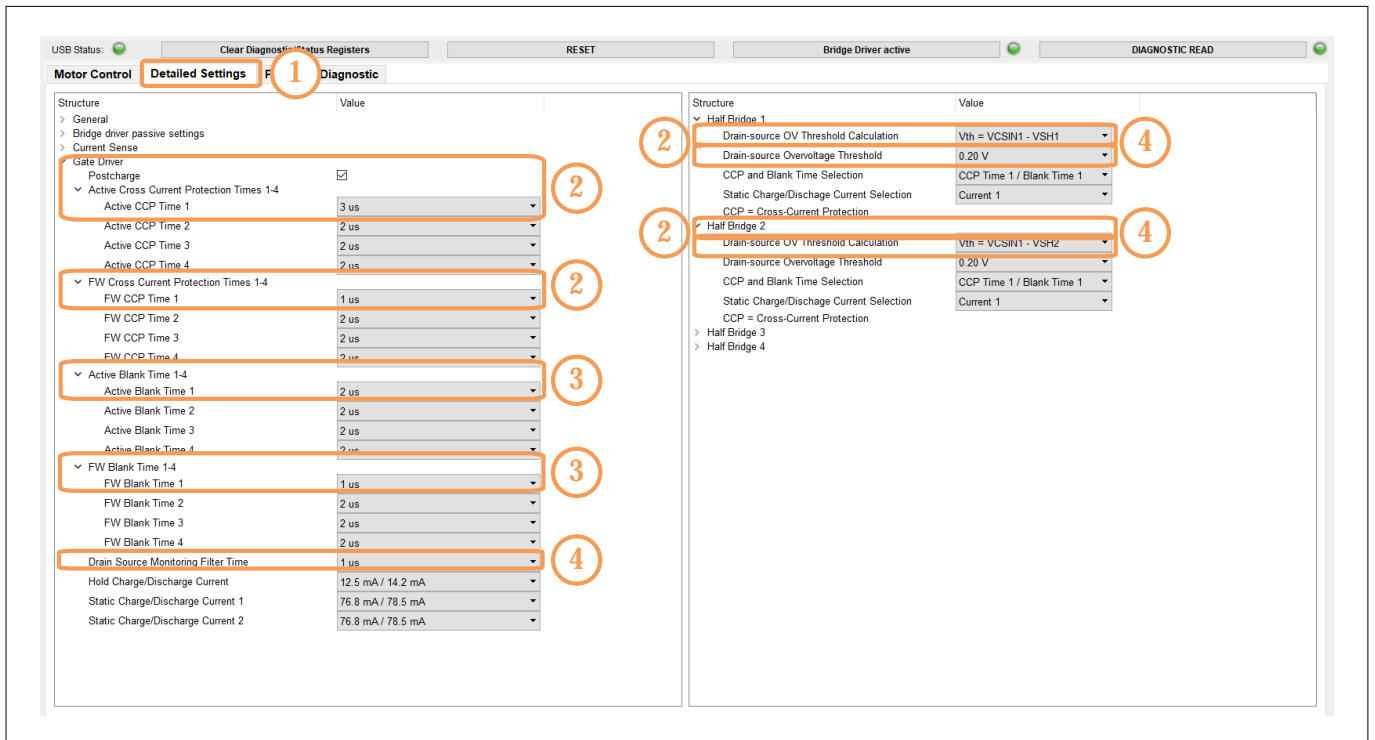 USB Status: Clear Diagnostic/Status Registers RESET Bridge Driver active DIAGNOSTIC READ
Motor Control Detailed Settings 1 Diagnostic
Structure Value
General
Bridge driver passive settings
Current Sense
Gate Driver
Postcharge
Active Cross Current Protection Times 1-4 2
Active CCP Time 1 3 us
Active CCP Time 2 2 us
Active CCP Time 3 2 us
Active CCP Time 4 2 us
FW Cross Current Protection Times 1-4 2
FW CCP Time 1 1 us
FW CCP Time 2 2 us
FW CCP Time 3 2 us
FW CCP Time 4 2 us
Active Blank Time 1-4 3
Active Blank Time 1 2 us
Active Blank Time 2 2 us
Active Blank Time 3 2 us
Active Blank Time 4 2 us
FW Blank Time 1-4 3
FW Blank Time 1 1 us
FW Blank Time 2 2 us
FW Blank Time 3 2 us
FW Blank Time 4 2 us
Drain Source Monitoring Filter Time 1 us 4
Hold Charge/Discharge Current 12.5 mA / 14.2 mA
Static Charge/Discharge Current 1 76.8 mA / 78.5 mA
Static Charge/Discharge Current 2 76.8 mA / 78.5 mA
Structure Value
Half Bridge 1
2 Drain-source OV Threshold Calculation Vth = VCSIN1 - VSH1 4
Drain-source Overvoltage Threshold 0.20 V
CCP and Blank Time Selection CCP Time 1 / Blank Time 1
Static Charge/Dischage Current Selection Current 1
CCP = Cross-Current Protection
2 Half Bridge 2 4
Drain-source OV Threshold Calculation Vth = VCSIN1 - VSH2
Drain-source Overvoltage Threshold 0.20 V
CCP and Blank Time Selection CCP Time 1 / Blank Time 1
Static Charge/Dischage Current Selection Current 1
CCP = Cross-Current Protection
Half Bridge 3
Half Bridge 4